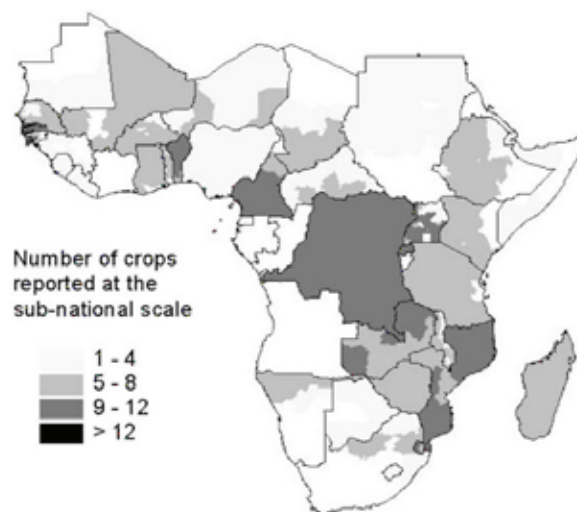 Number of crops
reported at the
sub-national scale
1 - 4
5 - 8
9 - 12
> 12